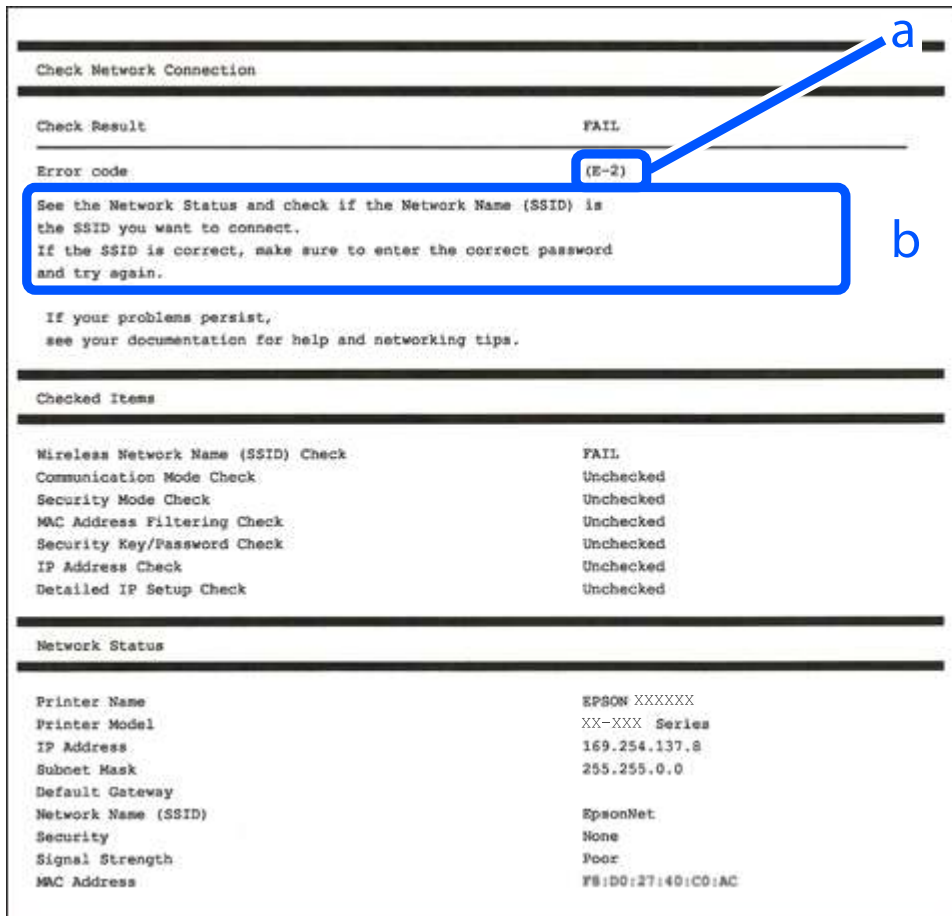 a
Check Network Connection
Check Result FAIL
Error code (E-2)
See the Network Status and check if the Network Name (SSID) is
the SSID you want to connect.
If the SSID is correct, make sure to enter the correct password
and try again.
b
If your problems persist,
see your documentation for help and networking tips.
Checked Items
Wireless Network Name (SSID) Check FAIL
Communication Mode Check Unchecked
Security Mode Check Unchecked
MAC Address Filtering Check Unchecked
Security Key/Password Check Unchecked
IP Address Check Unchecked
Detailed IP Setup Check Unchecked
Network Status
Printer Name EPSON XXXXXX
Printer Model XX-XXX Series
IP Address 169.254.137.8
Subnet Mask 255.255.0.0
Default Gateway
Network Name (SSID) EpsonNet
Security None
Signal Strength Poor
MAC Address F8:D0:27:40:C0:AC